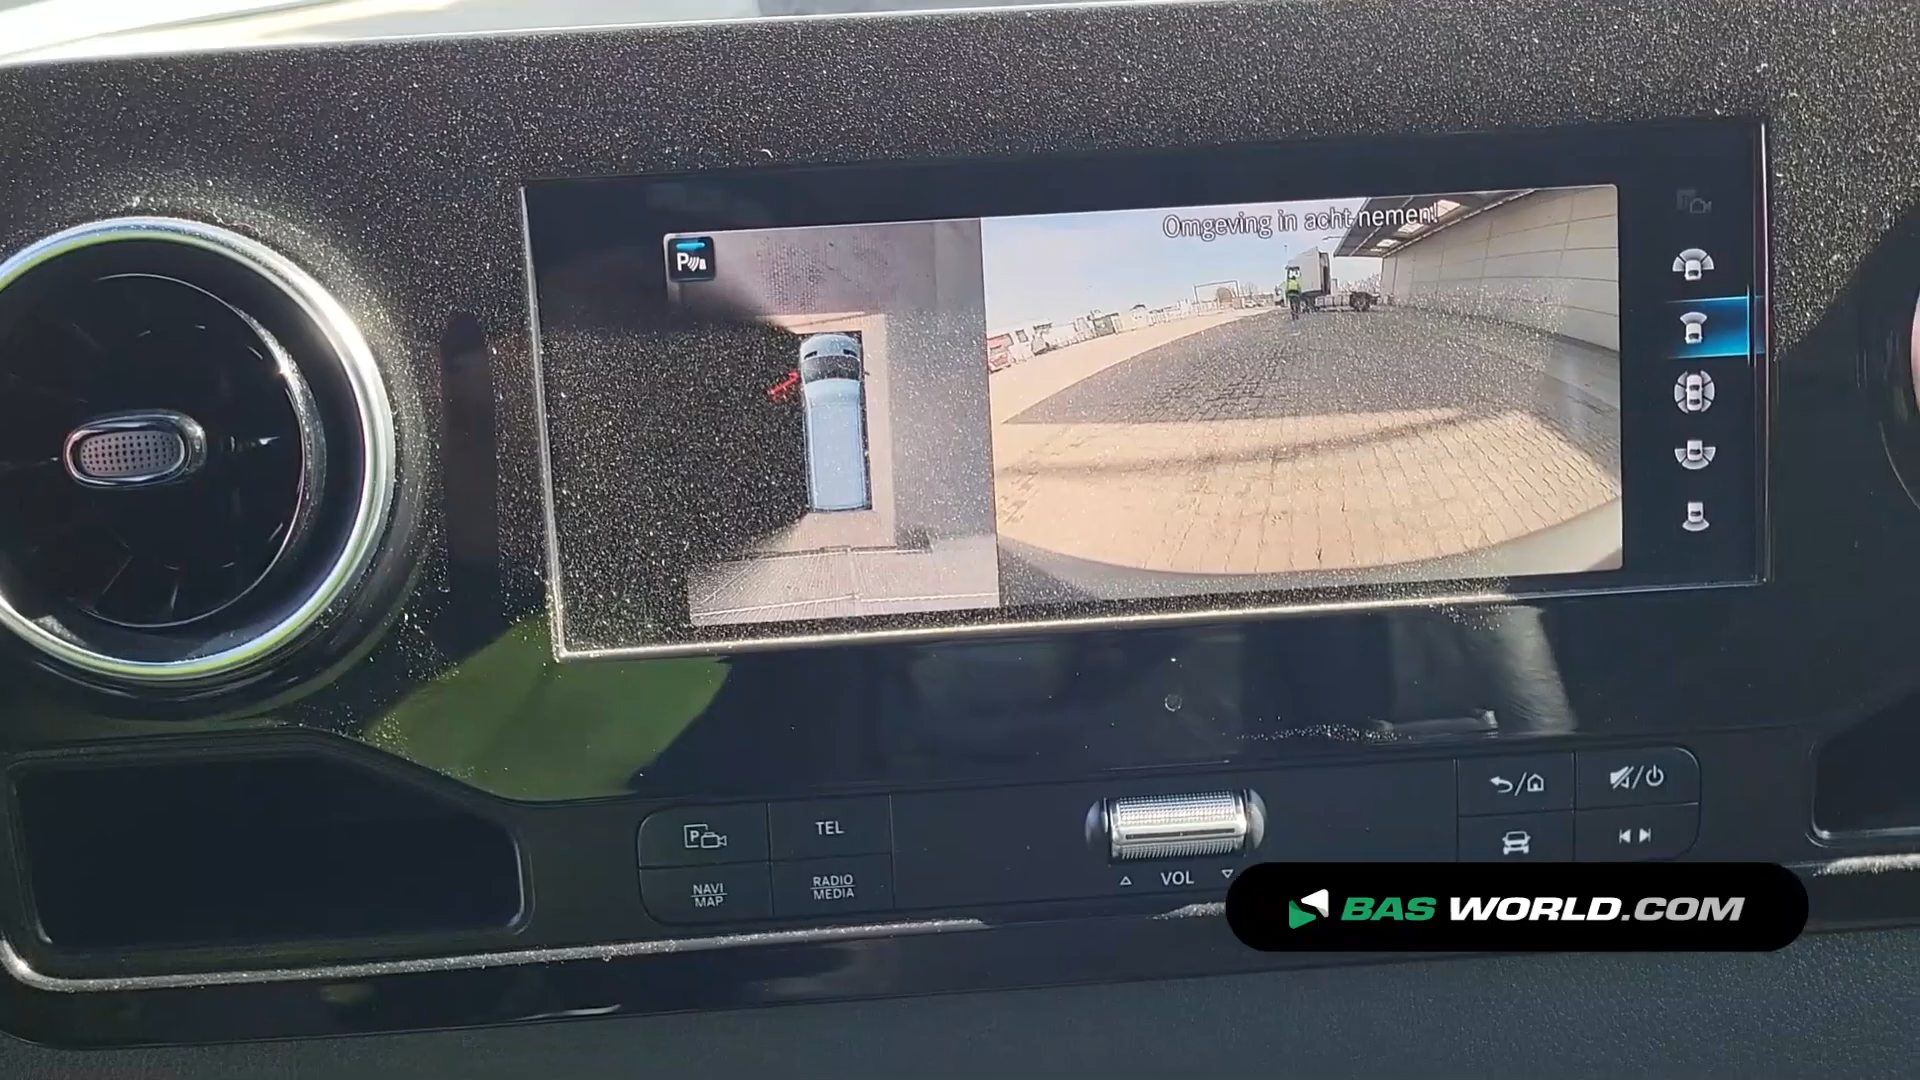 Omgeving in acht nemen!
P
P
TEL
NAVI
MAP
RADIO
MEDIA
VOL
BAS WORLD.COM